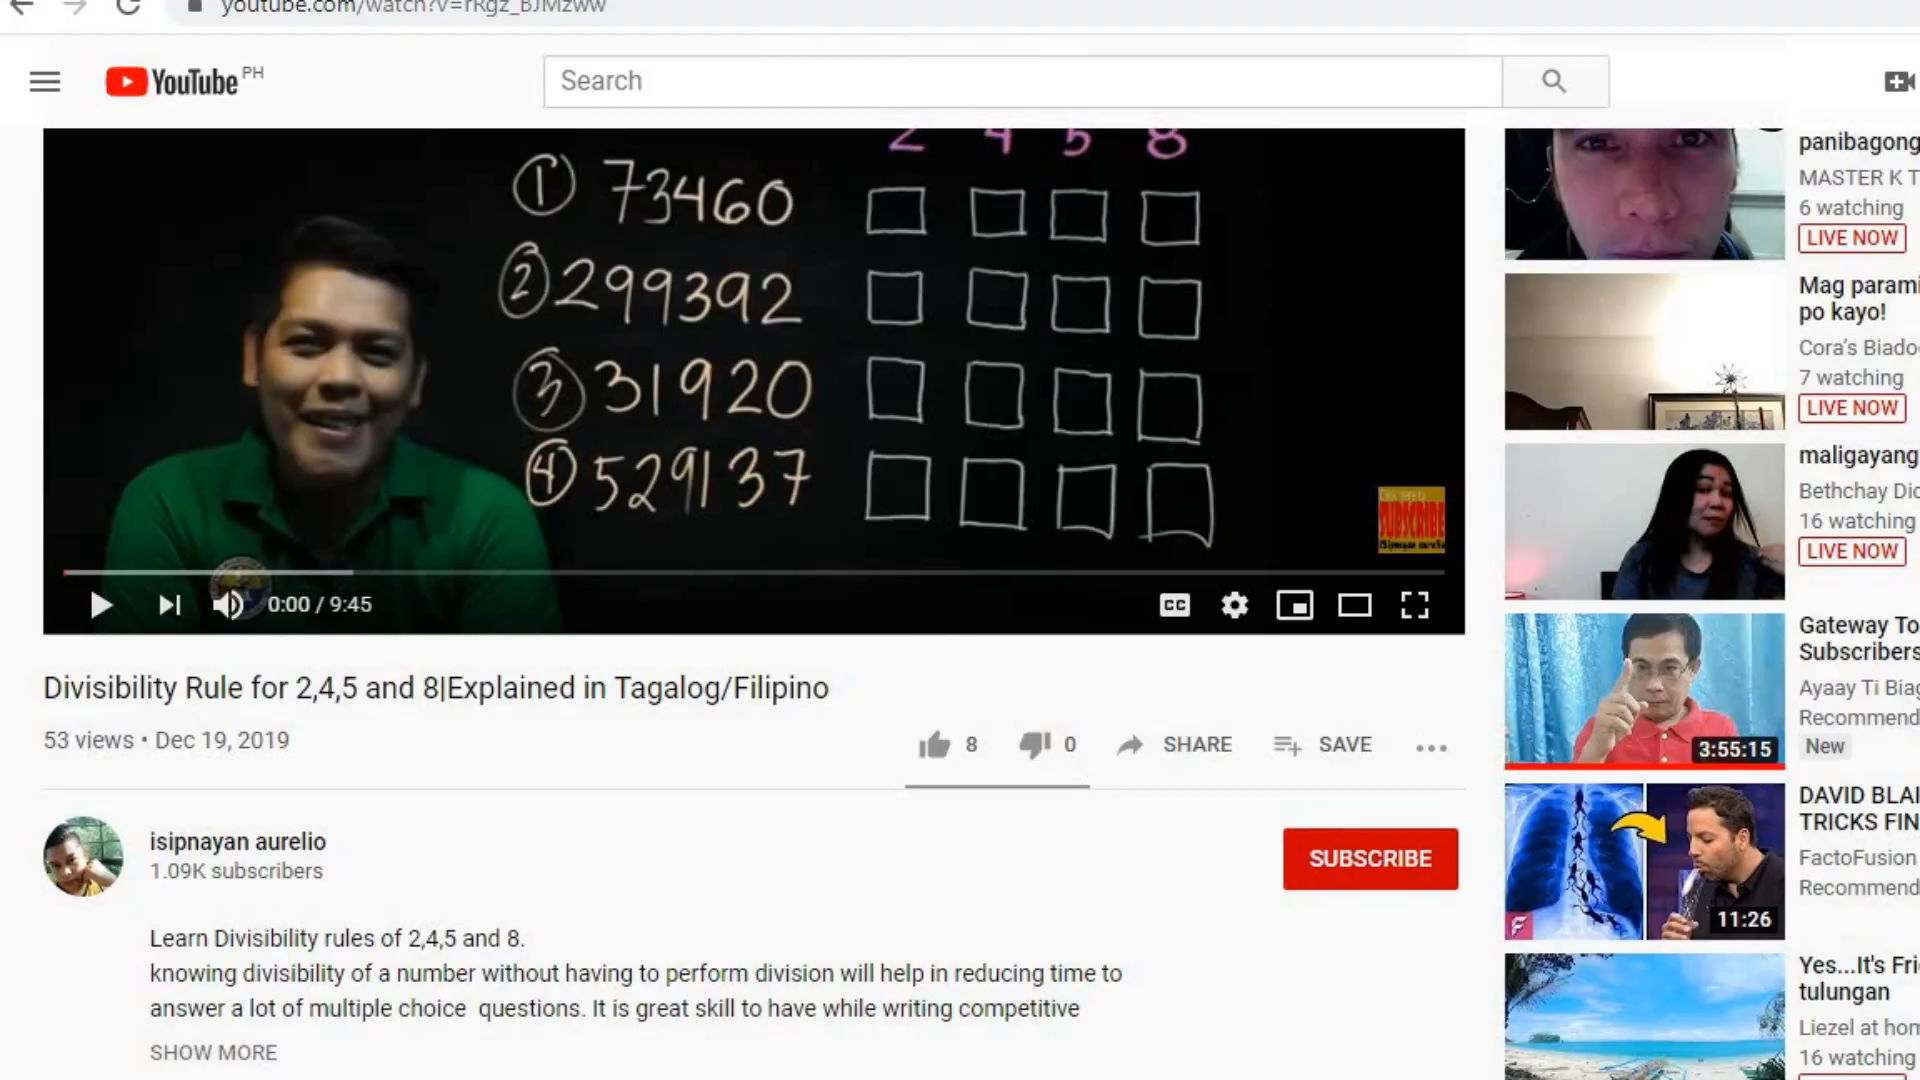 YouTube PH
Search
2 4 5 8
① 73460
② 299392
③ 31920
④ 529137
SUBSCRIBE
0:00 / 9:45
CC
Divisibility Rule for 2,4,5 and 8|Explained in Tagalog/Filipino
53 views • Dec 19, 2019
8
0
SHARE
SAVE
isipnayan aurelio
1.09K subscribers
SUBSCRIBE
Learn Divisibility rules of 2,4,5 and 8.
knowing divisibility of a number without having to perform division will help in reducing time to
answer a lot of multiple choice questions. It is great skill to have while writing competitive
SHOW MORE
panibagong
MASTER K T
6 watching
LIVE NOW
Mag parami
po kayo!
Cora's Biado
7 watching
LIVE NOW
maligayang
Bethchay Dio
16 watching
LIVE NOW
Gateway To
Subscribers
Ayaay Ti Biag
Recommend
New
3:55:15
DAVID BLAI
TRICKS FIN
FactoFusion
Recommend
11:26
Yes...It's Fri
tulungan
Liezel at hom
16 watching